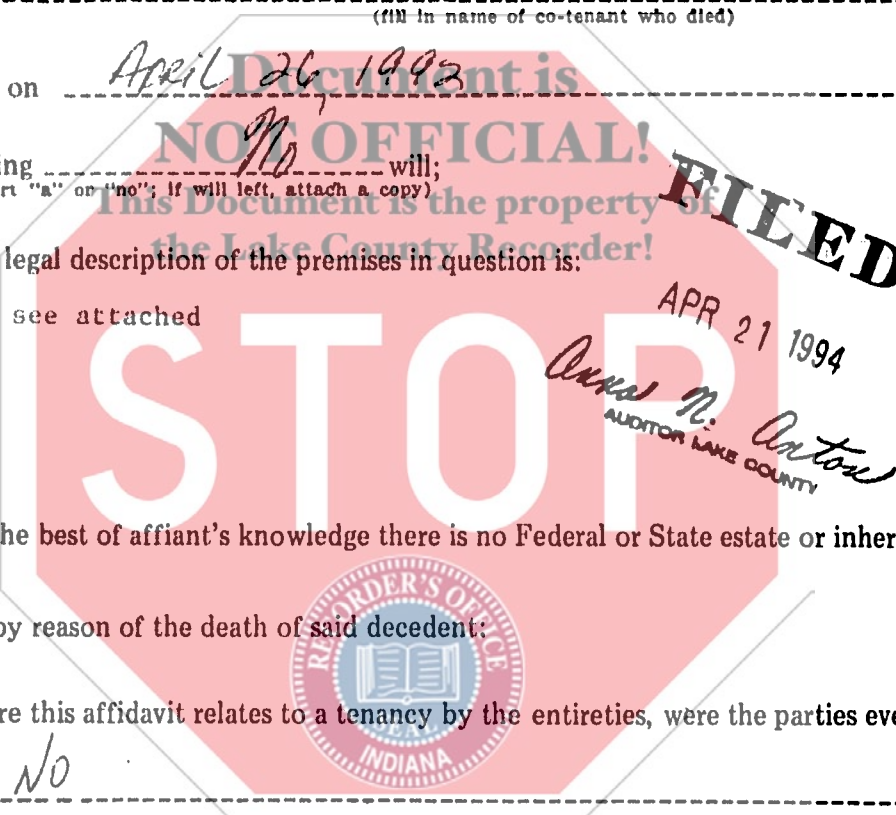 (fill in name of co-tenant who died)
on April 26, 1992
Document is
NOT OFFICIAL!
ing No will;
rt "a" or "no"; if will left, attach a copy)
This Document is the property of
the Lake County Recorder!
FILED
legal description of the premises in question is:
see attached
APR 21 1994
STOP
Anna N. Anton
AUDITOR LAKE COUNTY
he best of affiant's knowledge there is no Federal or State estate or inher
by reason of the death of said decedent:
RECORDER'S OFFICE
re this affidavit relates to a tenancy by the entireties, were the parties eve
SEAL
INDIANA
No